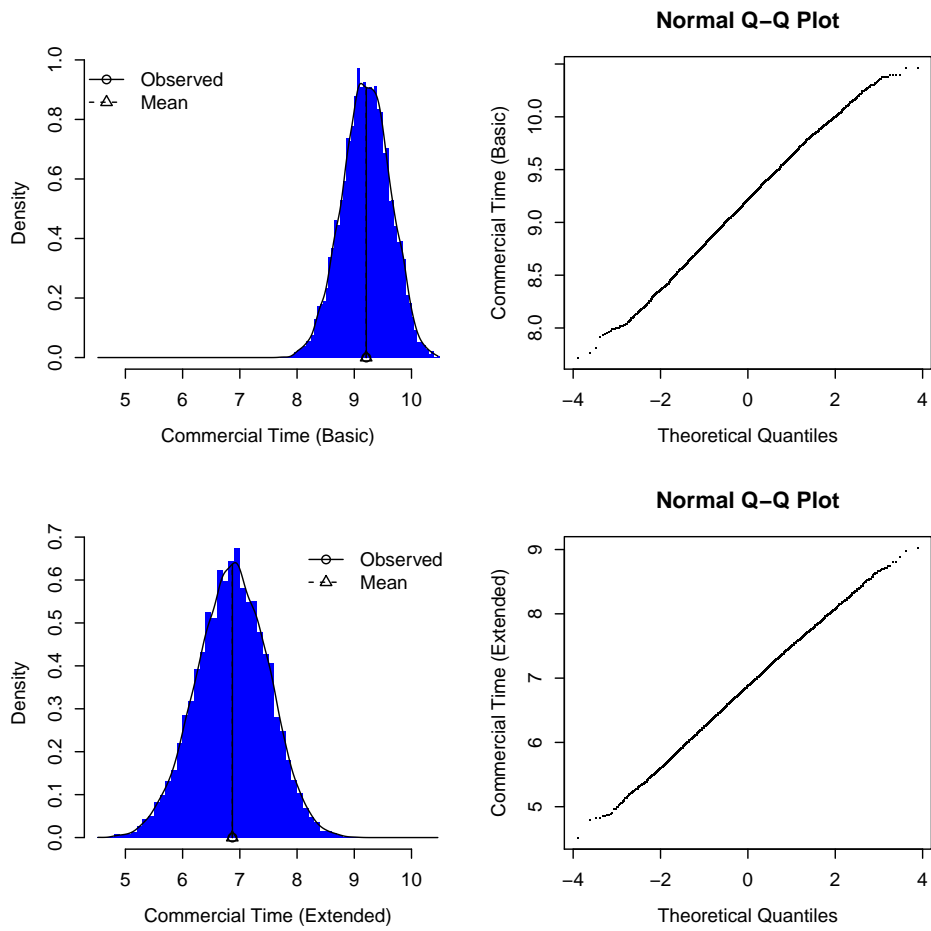 Observed
Mean
Density
0.0 0.2 0.4 0.6 0.8 1.0
5 6 7 8 9 10
Commercial Time (Basic)
Normal Q−Q Plot
Commercial Time (Basic)
8.0 8.5 9.0 9.5 10.0
−4 −2 0 2 4
Theoretical Quantiles
Observed
Mean
Density
0.0 0.1 0.2 0.3 0.4 0.5 0.6 0.7
5 6 7 8 9 10
Commercial Time (Extended)
Normal Q−Q Plot
Commercial Time (Extended)
5 6 7 8 9
−4 −2 0 2 4
Theoretical Quantiles